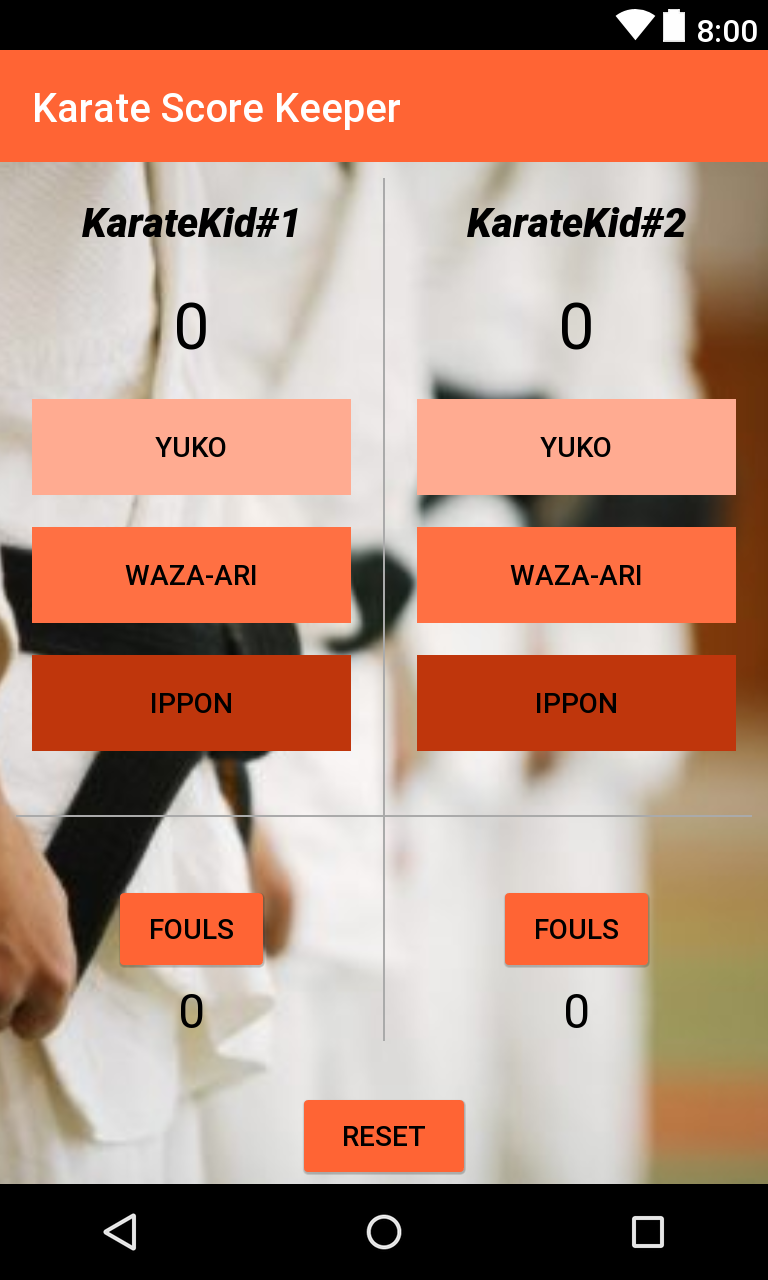 8:00
Karate Score Keeper
KarateKid#1
KarateKid#2
0
0
YUKO
YUKO
WAZA-ARI
WAZA-ARI
IPPON
IPPON
FOULS
FOULS
0
0
RESET